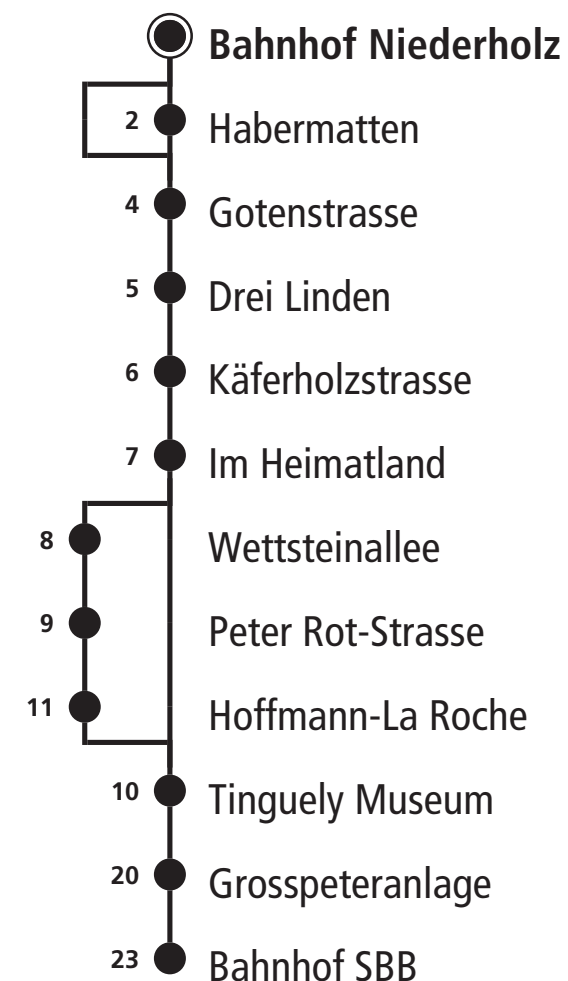 Bahnhof Niederholz
2 Habermatten
4 Gotenstrasse
5 Drei Linden
6 Käferholzstrasse
7 Im Heimatland
8 Wettsteinallee
9 Peter Rot-Strasse
11 Hoffmann-La Roche
10 Tinguely Museum
20 Grosspeteranlage
23 Bahnhof SBB